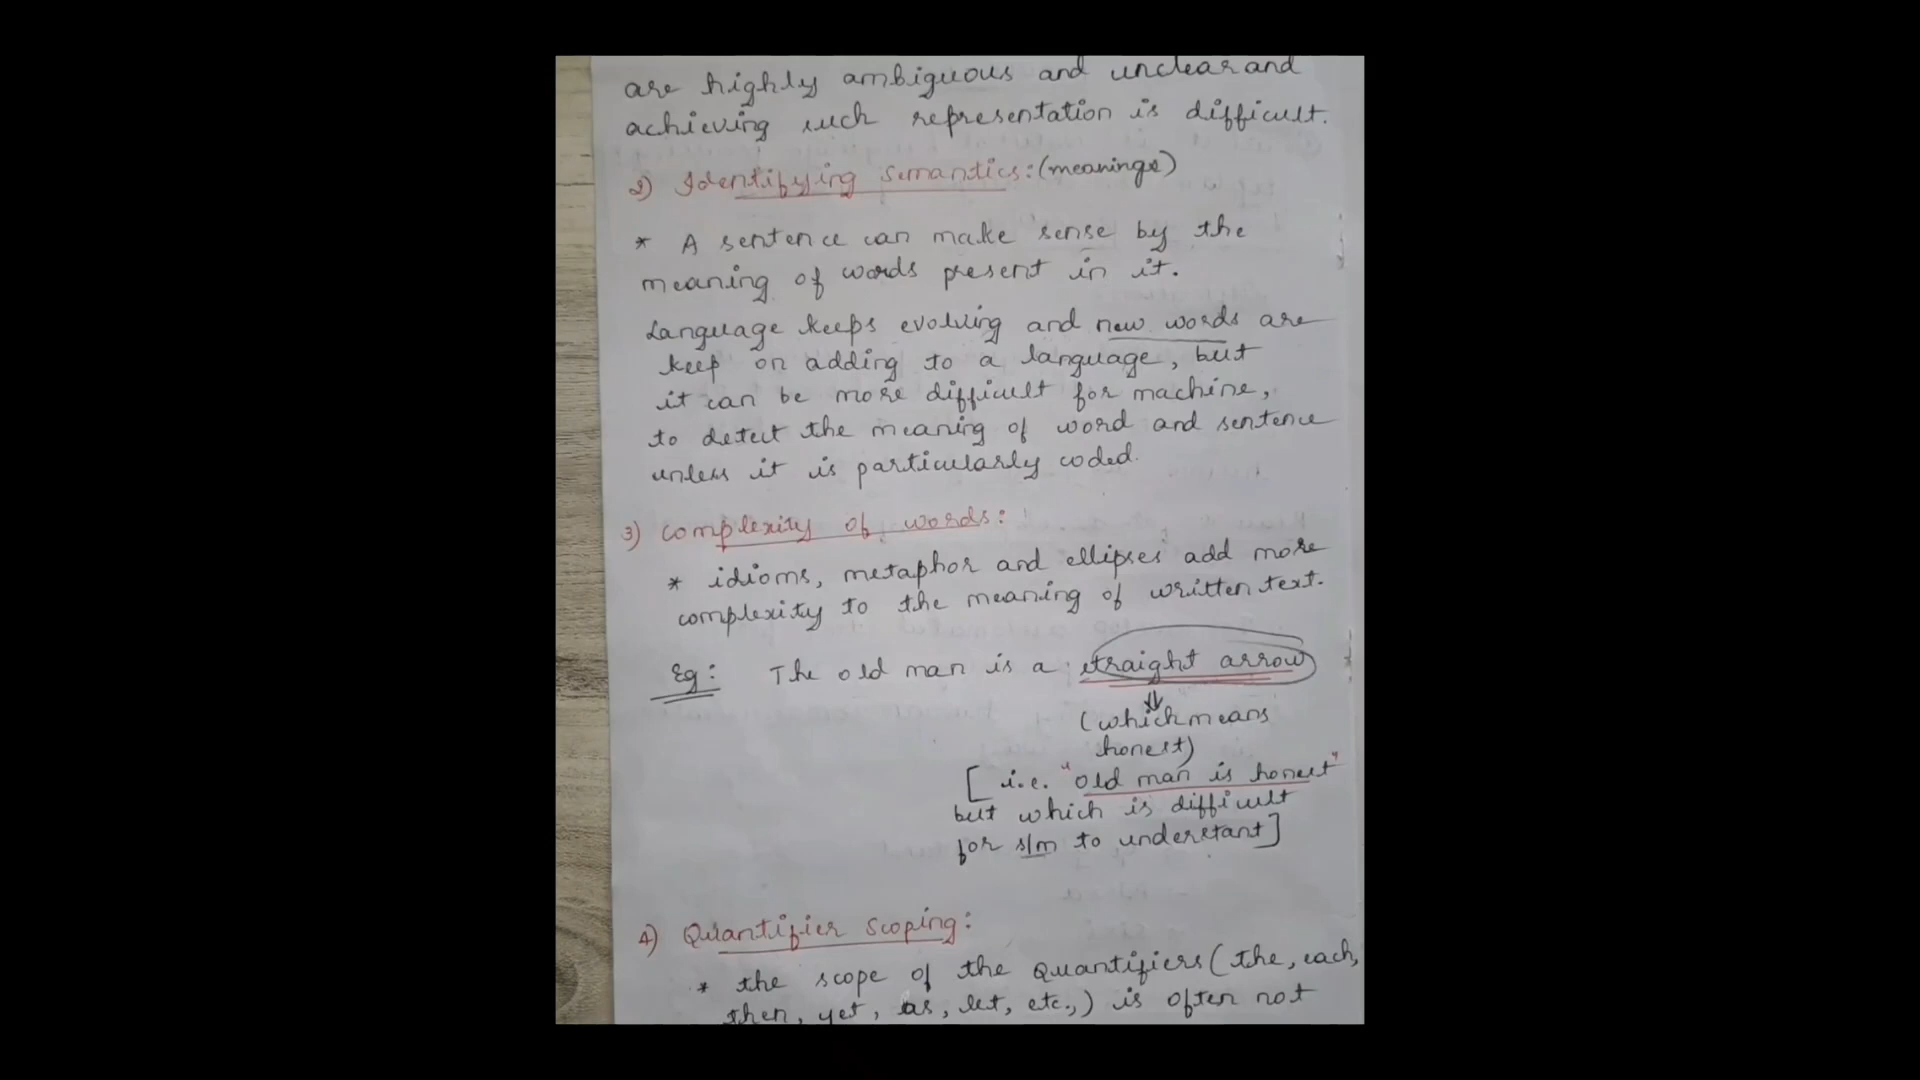 are highly ambiguous and unclear and
achieving such representation is difficult.
2) Identifying Semantics: (meanings)
* A sentence can make sense by the
meaning of words present in it.
Language keeps evolving and new words are
keep on adding to a language, but
it can be more difficult for machine,
to detect the meaning of word and sentence
unless it is particularly coded.
3) complexity of words:
* idioms, metaphor and ellipses add more
complexity to the meaning of written text.
Eg: The old man is a straight arrow
(which means
honest)
[i.e. "old man is honest"
but which is difficult
for s/m to understant]
4) Quantifier Scoping:
* the scope of the Quantifiers (the, each,
then, yet, as, let, etc.,) is often not